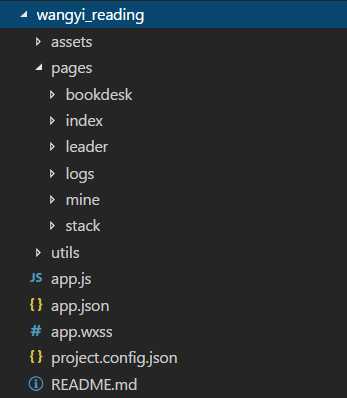 wangyi_reading
assets
pages
bookdesk
index
leader
logs
mine
stack
utils
JS app.js
{ } app.json
# app.wxss
{ } project.config.json
README.md